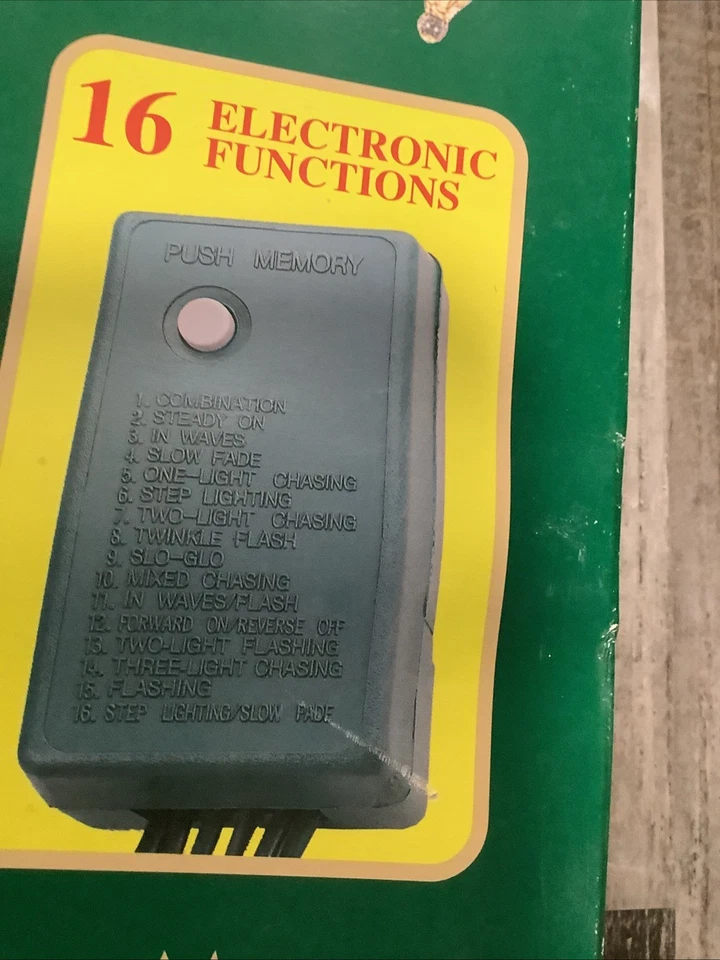 16 ELECTRONIC
FUNCTIONS
PUSH MEMORY
1. COMBINATION
2. STEADY ON
3. IN WAVES
4. SLOW FADE
5. ONE-LIGHT CHASING
6. STEP LIGHTING
7. TWO-LIGHT CHASING
8. TWINKLE FLASH
9. SLO-GLO
10. MIXED CHASING
11. IN WAVES/FLASH
12. FORWARD ON/REVERSE OFF
13. TWO-LIGHT FLASHING
14. THREE-LIGHT CHASING
15. FLASHING
16. STEP LIGHTING/SLOW FADE